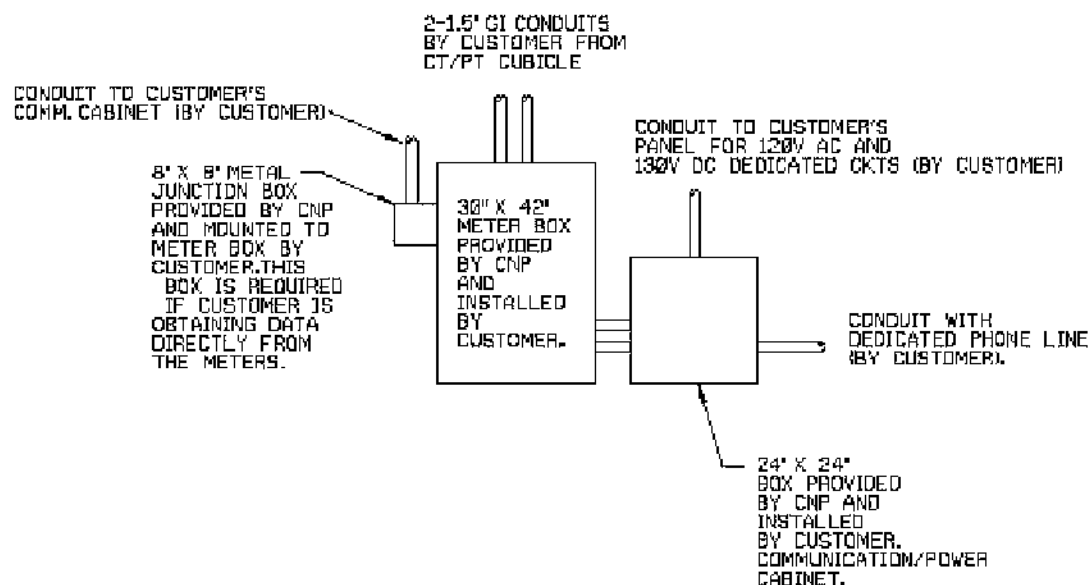 2-1.5" GI CONDUITS
BY CUSTOMER FROM
CT/PT CUBICLE
CONDUIT TO CUSTOMER'S
COMM. CABINET (BY CUSTOMER)
CONDUIT TO CUSTOMER'S
PANEL FOR 120V AC AND
130V DC DEDICATED CKTS (BY CUSTOMER)
8" X 8" METAL
JUNCTION BOX
PROVIDED BY CNP
AND MOUNTED TO
METER BOX BY
CUSTOMER.THIS
BOX IS REQUIRED
IF CUSTOMER IS
OBTAINING DATA
DIRECTLY FROM
THE METERS.
30" X 42"
METER BOX
PROVIDED
BY CNP
AND
INSTALLED
BY
CUSTOMER.
CONDUIT WITH
DEDICATED PHONE LINE
(BY CUSTOMER).
24" X 24"
BOX PROVIDED
BY CNP AND
INSTALLED
BY CUSTOMER.
COMMUNICATION/POWER
CABINET.